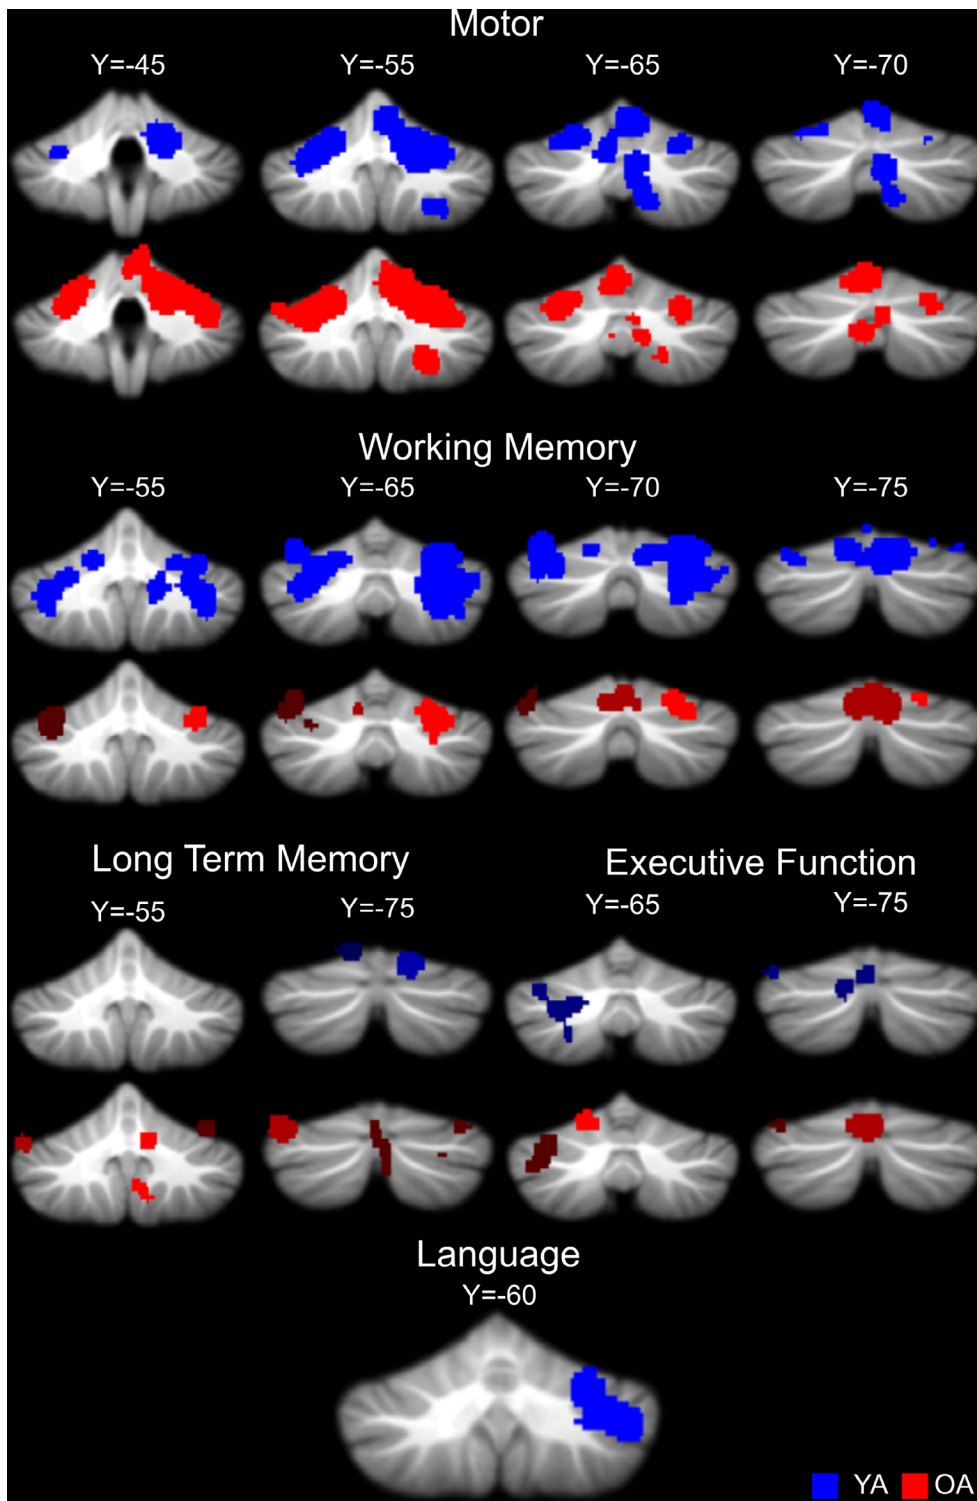 Motor
Y=-45 Y=-55 Y=-65 Y=-70
Working Memory
Y=-55 Y=-65 Y=-70 Y=-75
Long Term Memory Executive Function
Y=-55 Y=-75 Y=-65 Y=-75
Language
Y=-60
YA OA